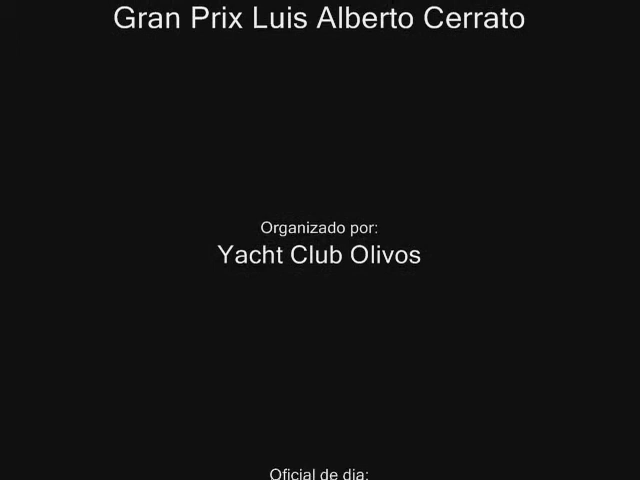 Gran Prix Luis Alberto Cerrato
Organizado por:
Yacht Club Olivos
Oficial de dia: